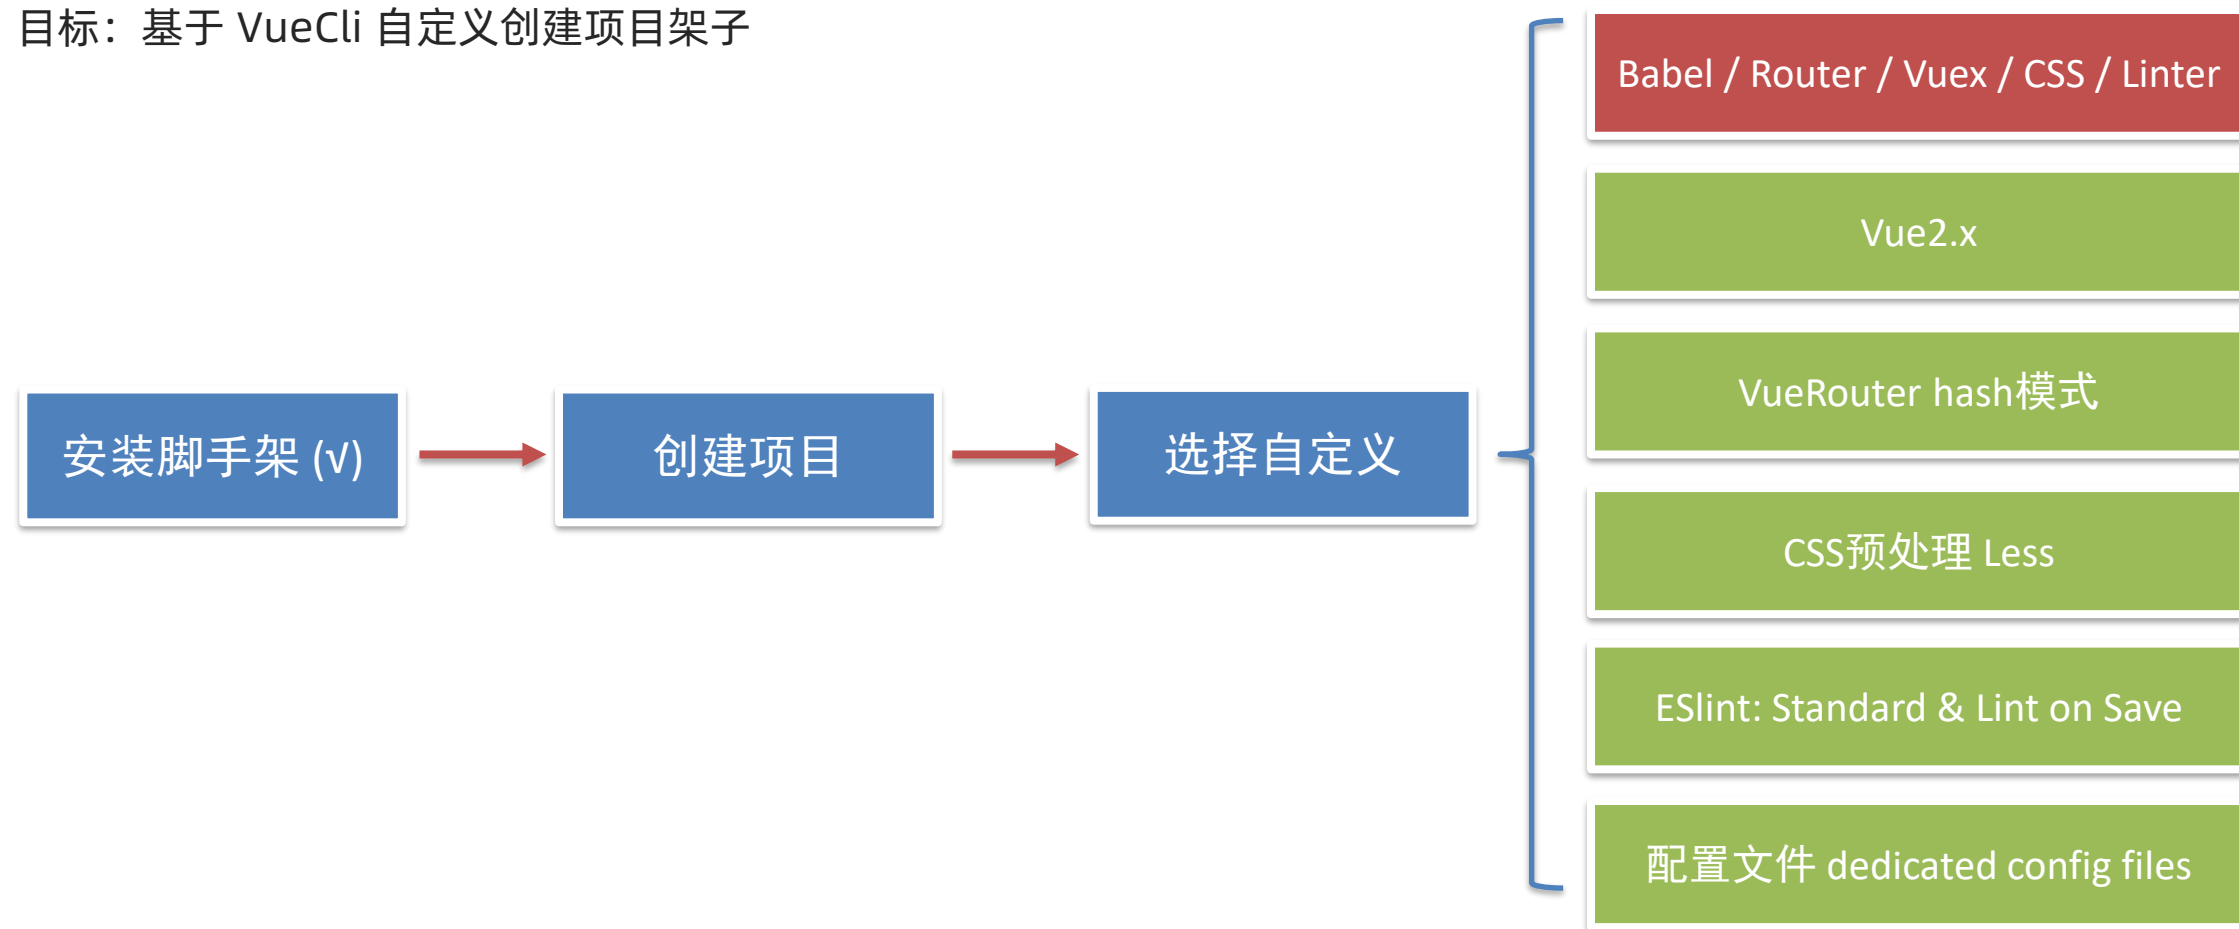 目标：基于 VueCli 自定义创建项目架子
安装脚手架 (√)
创建项目
选择自定义
Babel / Router / Vuex / CSS / Linter
Vue2.x
VueRouter hash模式
CSS预处理 Less
ESlint: Standard & Lint on Save
配置文件 dedicated config files